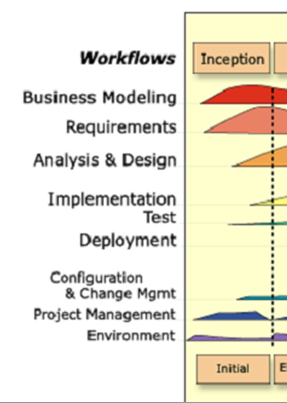 Workflows
Inception
Business Modeling
Requirements
Analysis & Design
Implementation
Test
Deployment
Configuration
& Change Mgmt
Project Management
Environment
Initial
E